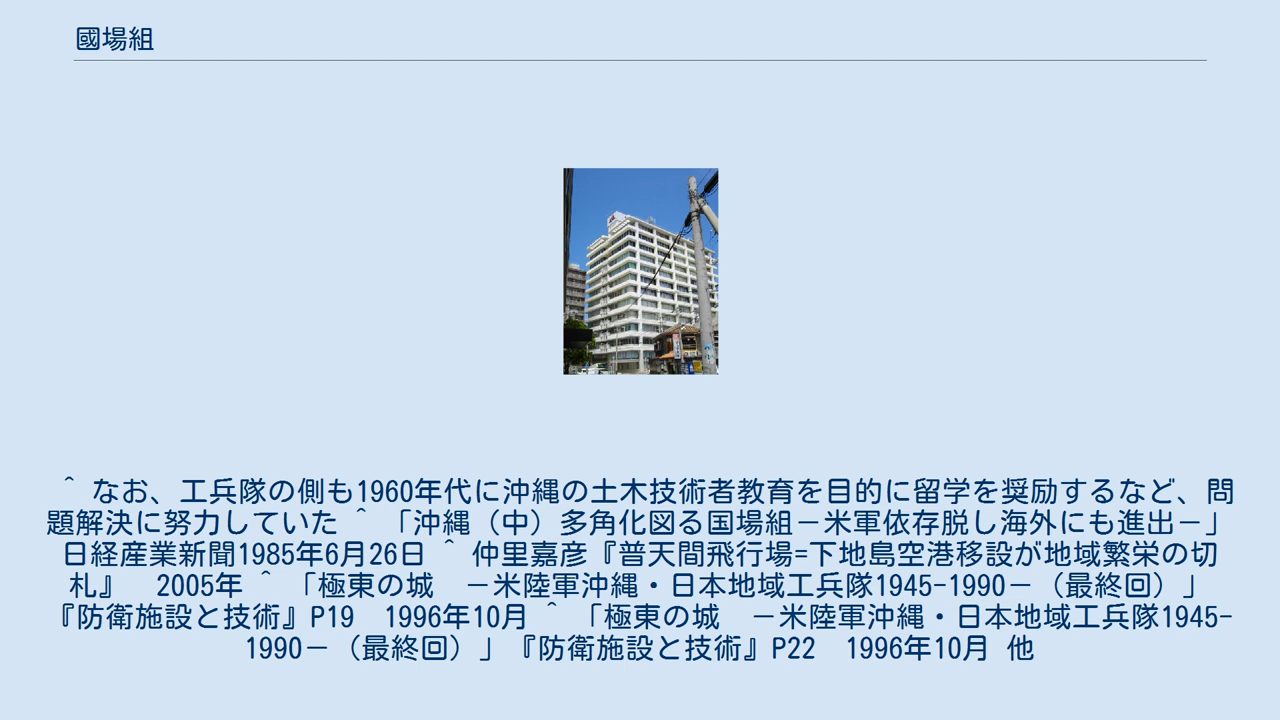 國場組
^ なお、工兵隊の側も1960年代に沖縄の土木技術者教育を目的に留学を奨励するなど、問
題解決に努力していた ^ 「沖縄（中）多角化図る国場組－米軍依存脱し海外にも進出－」
日経産業新聞1985年6月26日 ^ 仲里嘉彦『普天間飛行場=下地島空港移設が地域繁栄の切
札』　2005年 ^ 「極東の城　－米陸軍沖縄・日本地域工兵隊1945-1990－（最終回）」
『防衛施設と技術』P19　1996年10月 ^ 「極東の城　－米陸軍沖縄・日本地域工兵隊1945-
1990－（最終回）」『防衛施設と技術』P22　1996年10月 他